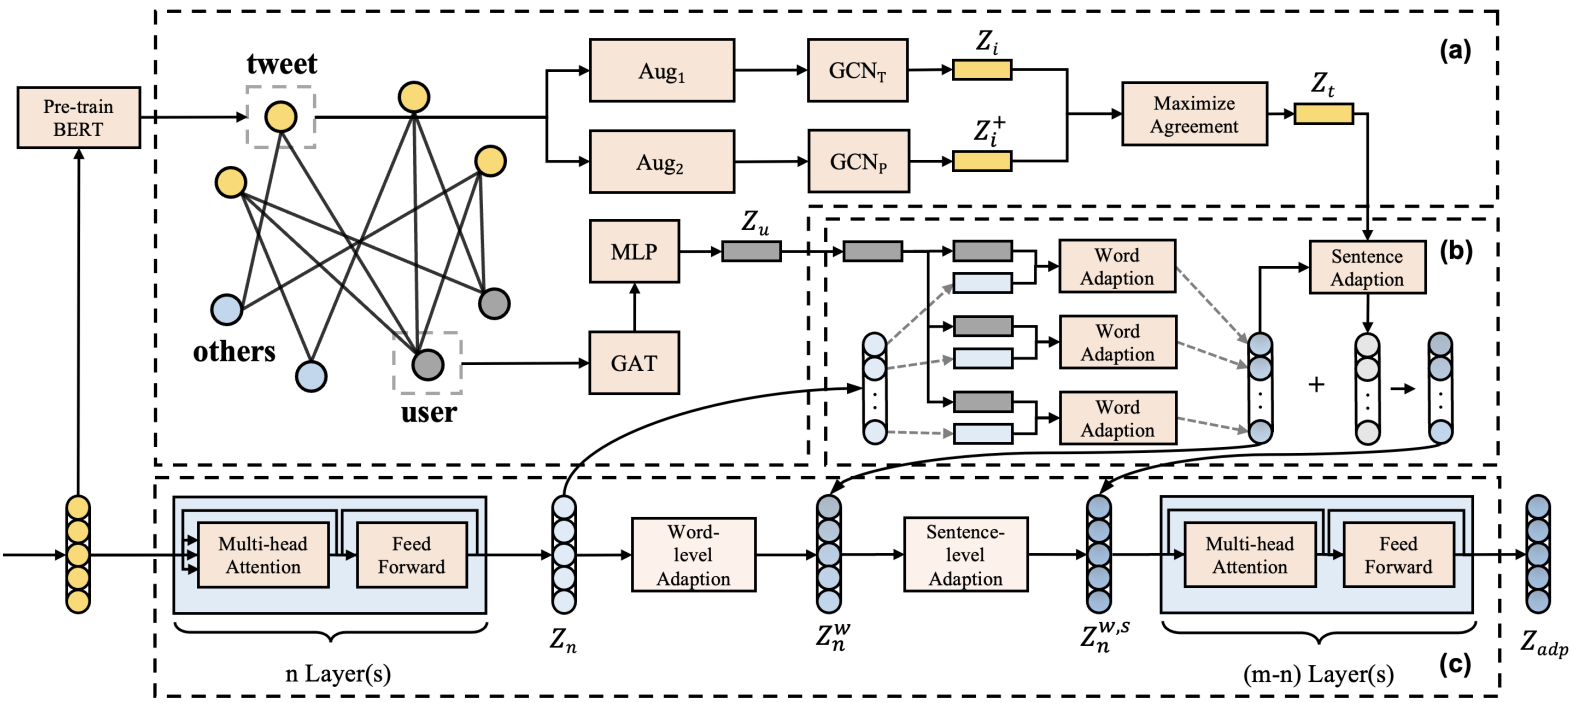 (a)
tweet
Pre-train
BERT
Aug₁
GCN_T
Z_i
Aug₂
GCN_P
Z_i^+
Maximize
Agreement
Z_t
others
user
GAT
MLP
Z_u
(b)
Word
Adaption
Word
Adaption
Word
Adaption
Sentence
Adaption
+
Multi-head
Attention
Feed
Forward
n Layer(s)
Z_n
Word-
level
Adaption
Z_n^w
Sentence-
level
Adaption
Z_n^{w,s}
Multi-head
Attention
Feed
Forward
(m-n) Layer(s)
(c)
Z_{adp}